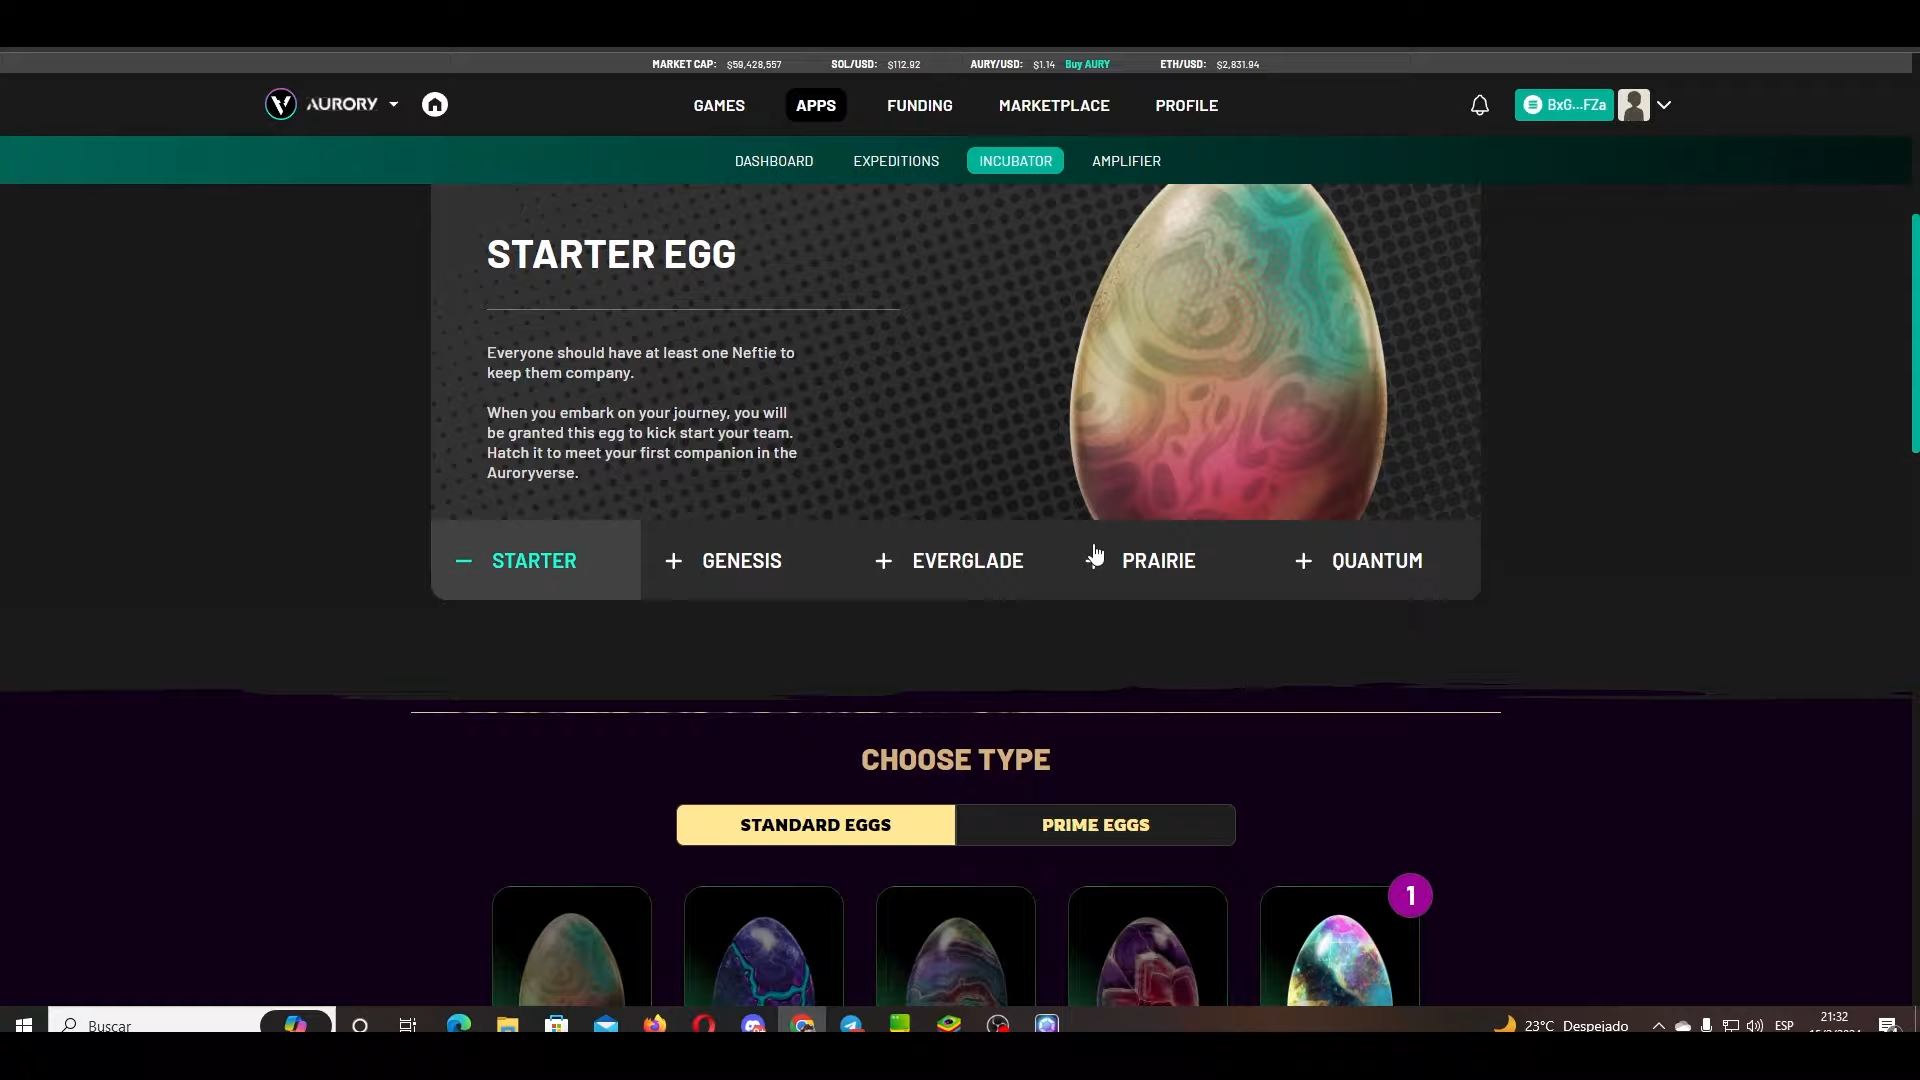 MARKET CAP: $59,428,557 SOL/USD: $112.92 AURY/USD: $1.14 Buy AURY ETH/USD: $2,831.94
AURORY GAMES APPS FUNDING MARKETPLACE PROFILE BxG...FZa
DASHBOARD EXPEDITIONS INCUBATOR AMPLIFIER
STARTER EGG
Everyone should have at least one Neftie to
keep them company.
When you embark on your journey, you will
be granted this egg to kick start your team.
Hatch it to meet your first companion in the
Auroryverse.
STARTER GENESIS EVERGLADE PRAIRIE QUANTUM
CHOOSE TYPE
STANDARD EGGS PRIME EGGS
1
Buscar 23°C Despejado ESP 21:32